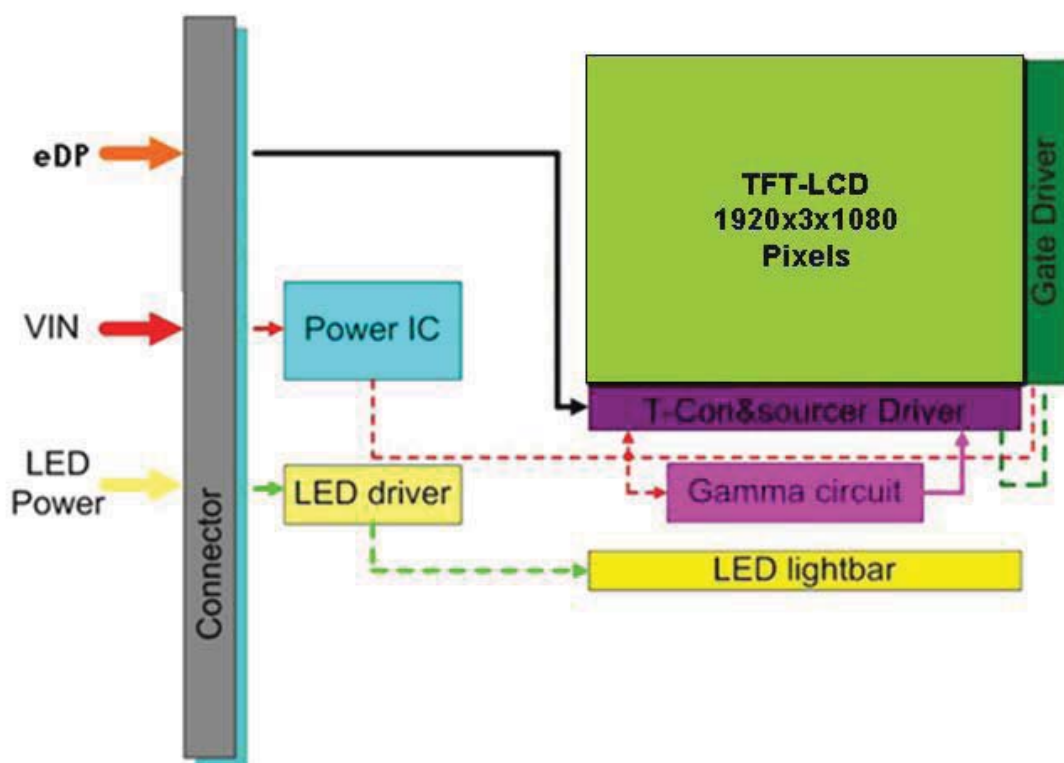 eDP
VIN
LED
Power
Connector
Power IC
LED driver
TFT-LCD
1920x3x1080
Pixels
Gate Driver
T-Con&sourcer Driver
Gamma circuit
LED lightbar